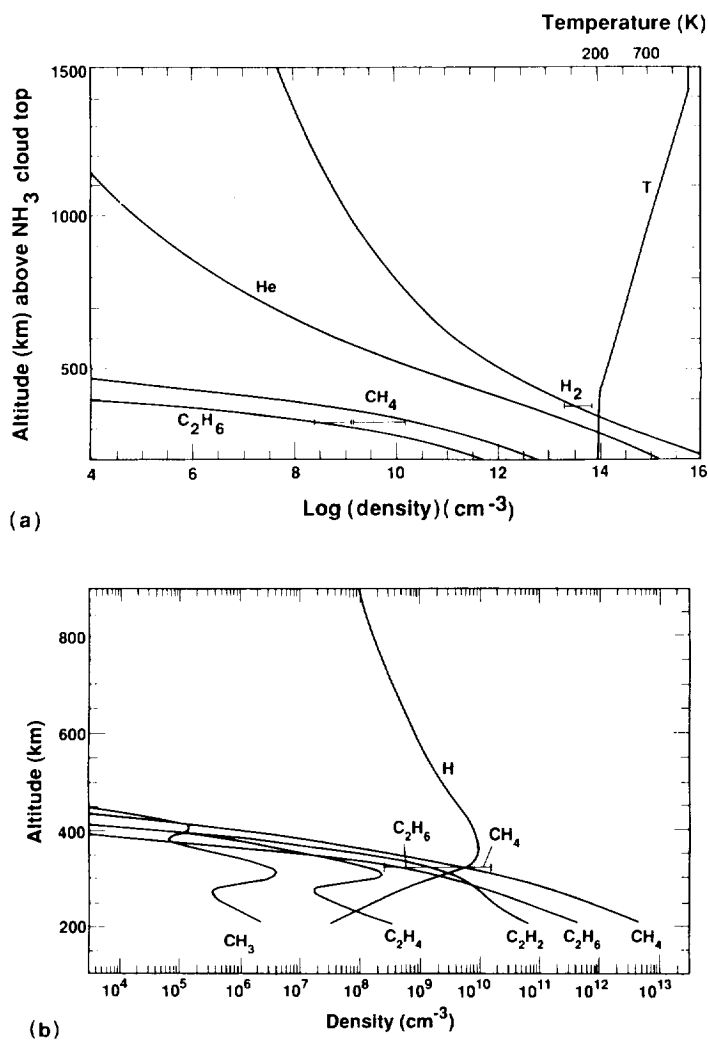 Temperature (K)
200 700
1500
1000
500
Altitude (km) above NH3 cloud top
T
He
H2
CH4
C2H6
4 6 8 10 12 14 16
Log (density) (cm-3)
(a)
800
600
400
200
Altitude (km)
H
C2H6
CH4
CH3
C2H4
C2H2
C2H6
CH4
10^4 10^5 10^6 10^7 10^8 10^9 10^10 10^11 10^12 10^13
Density (cm-3)
(b)